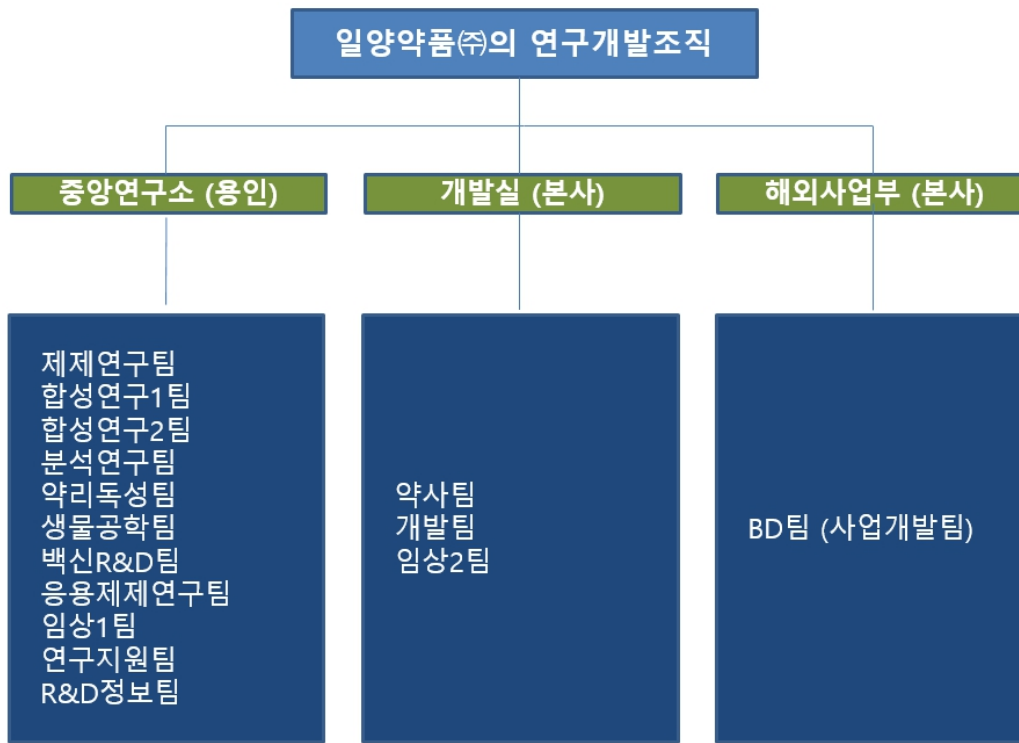 일양약품㈜의 연구개발조직
중앙연구소 (용인)
개발실 (본사)
해외사업부 (본사)
제제연구팀
합성연구1팀
합성연구2팀
분석연구팀
약리독성팀
생물공학팀
백신R&D팀
응용제제연구팀
임상1팀
연구지원팀
R&D정보팀
약사팀
개발팀
임상2팀
BD팀 (사업개발팀)